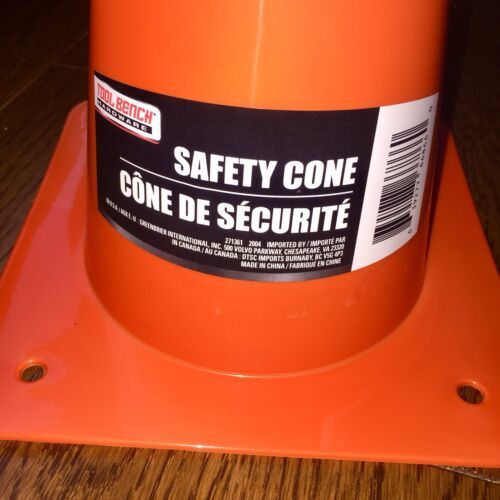 TOOL BENCH
HARDWARE
SAFETY CONE
CÔNE DE SÉCURITÉ
271361 2004 IMPORTED BY / IMPORTÉ PAR
IN U.S.A. / AUX É.-U. : GREENBRIER INTERNATIONAL, INC. 500 VOLVO PARKWAY, CHESAPEAKE, VA 23320
IN CANADA / AU CANADA : DTSC IMPORTS BURNABY, BC V5G 4P3
MADE IN CHINA / FABRIQUÉ EN CHINE